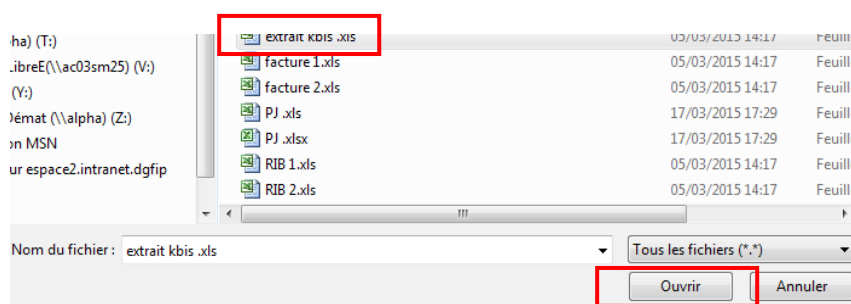 ha) (T:)
.ibreE(\\ac03sm25) (V:)
(Y:)
Démat (\\alpha) (Z:)
on MSN
ur espace2.intranet.dgfip
extrait kbis .xls 05/03/2015 14:17 Feuill
facture 1.xls 05/03/2015 14:17 Feuill
facture 2.xls 05/03/2015 14:17 Feuill
PJ .xls 17/03/2015 17:29 Feuill
PJ .xlsx 17/03/2015 17:29 Feuill
RIB 1.xls 05/03/2015 14:17 Feuill
RIB 2.xls 05/03/2015 14:17 Feuill
Nom du fichier : extrait kbis .xls Tous les fichiers (*.*)
Ouvrir Annuler